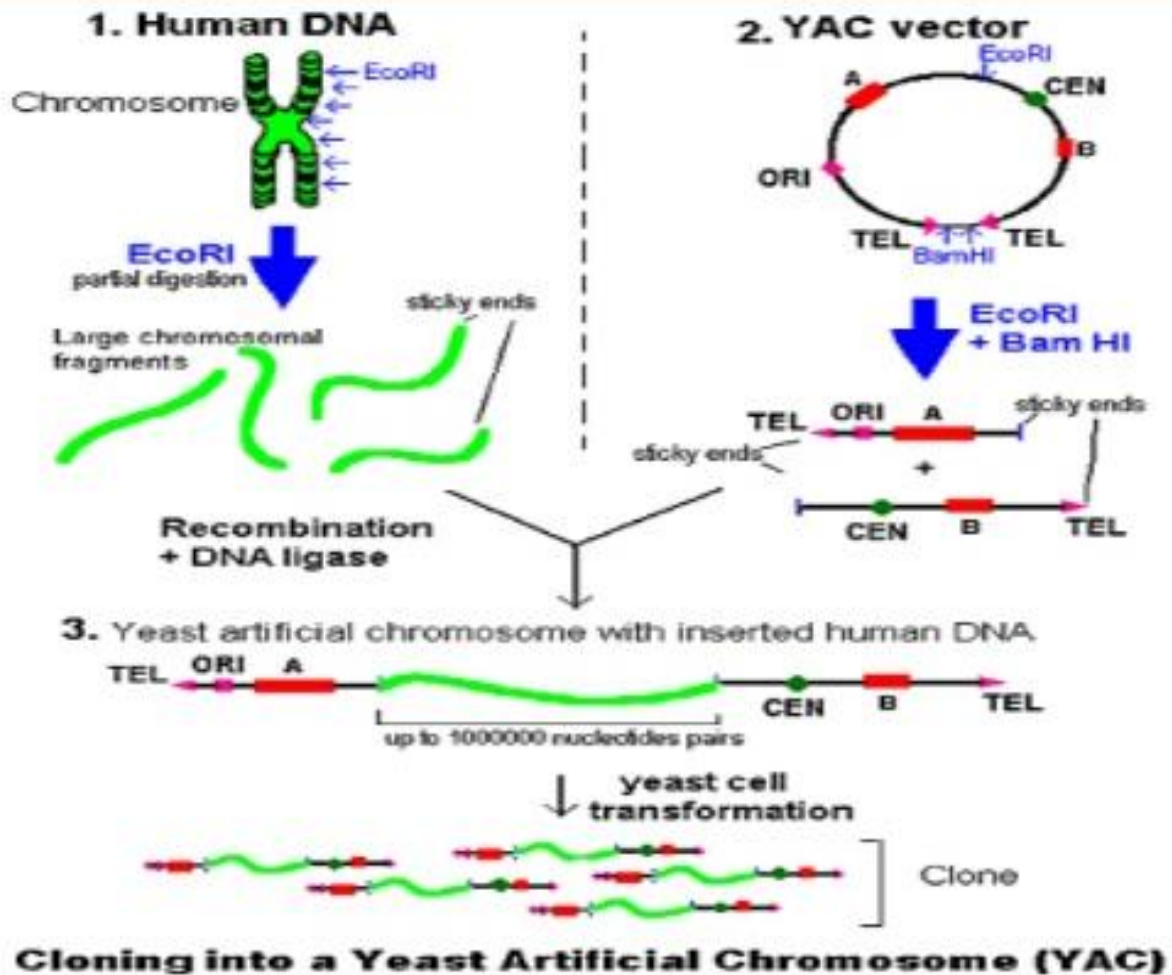 1. Human DNA
EcoRI
Chromosome
EcoRI
partial digestion
sticky ends
Large chromosomal
fragments
2. YAC vector
EcoRI
A
CEN
B
ORI
TEL
TEL
BamHI
EcoRI
+ Bam HI
TEL
ORI
A
sticky ends
sticky ends
+
CEN
B
TEL
Recombination
+ DNA ligase
3. Yeast artificial chromosome with inserted human DNA
TEL
ORI
A
CEN
B
TEL
up to 1000000 nucleotides pairs
yeast cell
transformation
Clone
Cloning into a Yeast Artificial Chromosome (YAC)